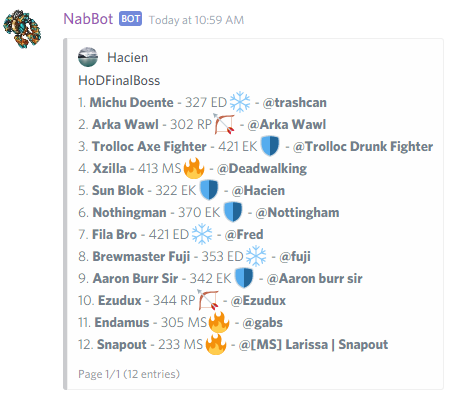 NabBot BOT Today at 10:59 AM
Hacien
HoDFinalBoss
1. Michu Doente - 327 ED❄️ - @trashcan
2. Arka Wawl - 302 RP🏹 - @Arka Wawl
3. Trolloc Axe Fighter - 421 EK🛡️ - @Trolloc Drunk Fighter
4. Xzilla - 413 MS🔥 - @Deadwalking
5. Sun Blok - 322 EK🛡️ - @Hacien
6. Nothingman - 370 EK🛡️ - @Nottingham
7. Fila Bro - 421 ED❄️ - @Fred
8. Brewmaster Fuji - 353 ED❄️ - @fuji
9. Aaron Burr Sir - 342 EK🛡️ - @Aaron burr sir
10. Ezudux - 344 RP🏹 - @Ezudux
11. Endamus - 305 MS🔥 - @gabs
12. Snapout - 233 MS🔥 - @[MS] Larissa | Snapout
Page 1/1 (12 entries)